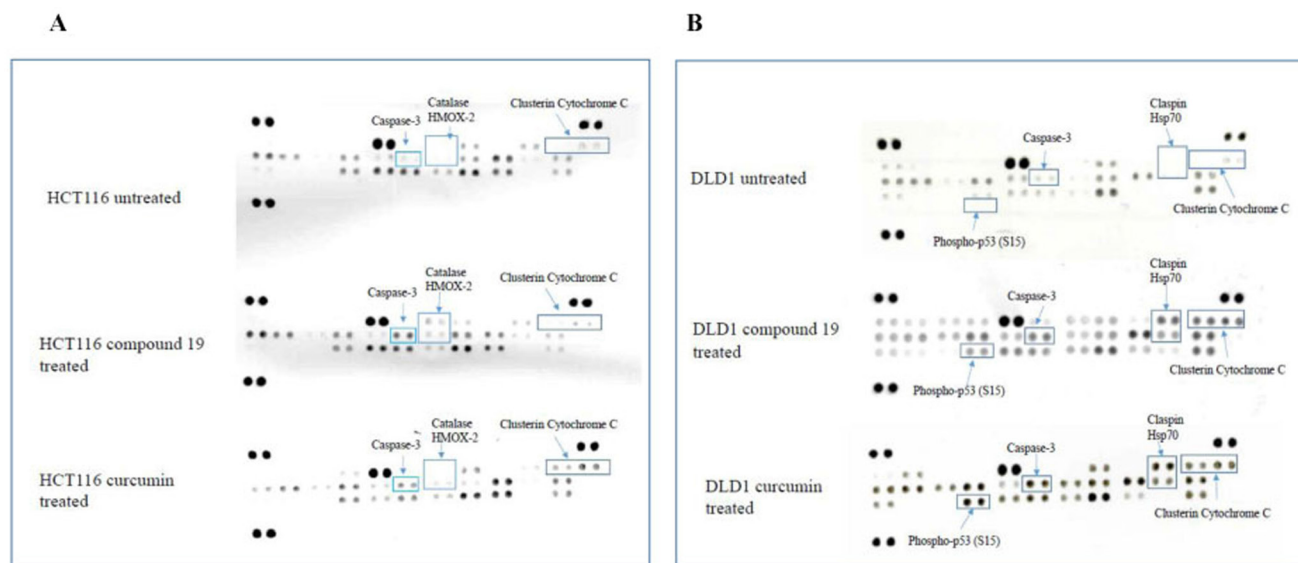 A
Catalase
HMOX-2
Clusterin Cytochrome C
Caspase-3
HCT116 untreated
Catalase
HMOX-2
Clusterin Cytochrome C
Caspase-3
HCT116 compound 19
treated
Catalase
HMOX-2
Clusterin Cytochrome C
Caspase-3
HCT116 curcumin
treated
B
Claspin
Hsp70
Caspase-3
DLD1 untreated
Clusterin Cytochrome C
Phospho-p53 (S15)
Claspin
Hsp70
Caspase-3
DLD1 compound 19
treated
Clusterin Cytochrome C
Phospho-p53 (S15)
Claspin
Hsp70
Caspase-3
DLD1 curcumin
treated
Clusterin Cytochrome C
Phospho-p53 (S15)